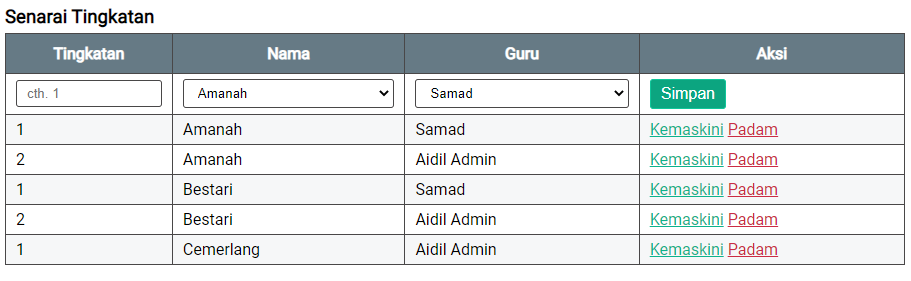 Senarai Tingkatan
Tingkatan Nama Guru Aksi
cth. 1 Amanah Samad Simpan
1 Amanah Samad Kemaskini Padam
2 Amanah Aidil Admin Kemaskini Padam
1 Bestari Samad Kemaskini Padam
2 Bestari Aidil Admin Kemaskini Padam
1 Cemerlang Aidil Admin Kemaskini Padam